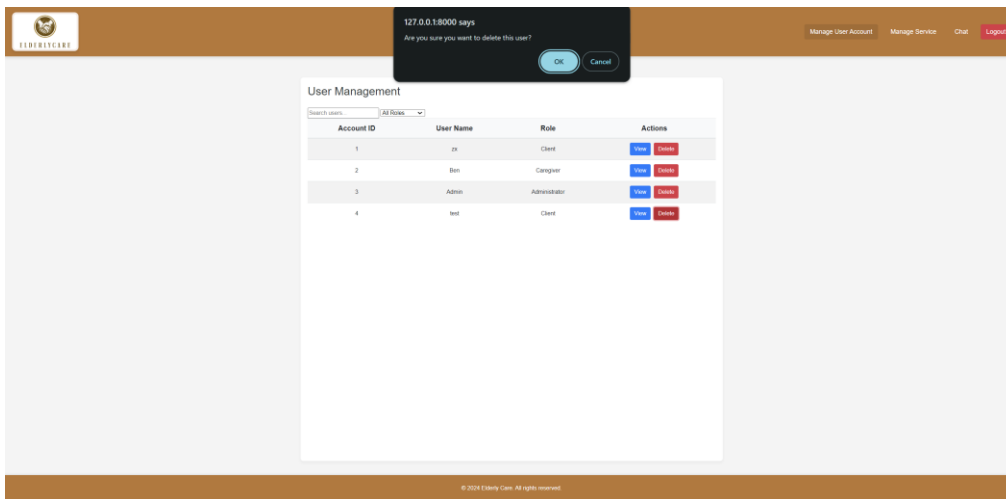 ELDERLYCARE
127.0.0.1:8000 says
Are you sure you want to delete this user?
OK Cancel
Manage User Account Manage Service Chat Logout
User Management
Search users... All Roles
Account ID User Name Role Actions
1 zx Client View Delete
2 Ben Caregiver View Delete
3 Admin Administrator View Delete
4 test Client View Delete
© 2024 Elderly Care. All rights reserved.